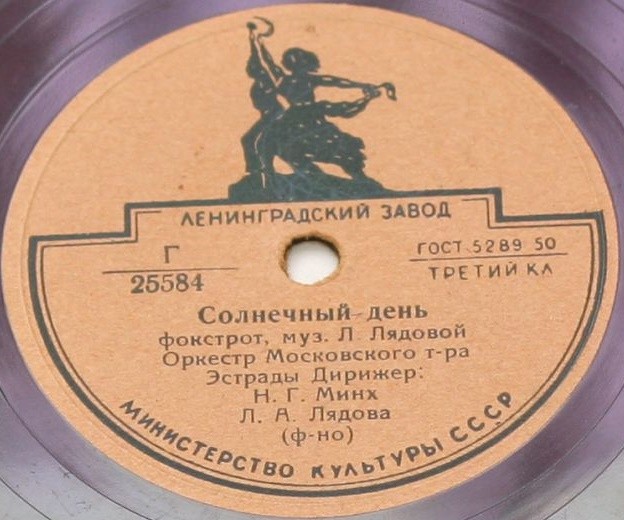 ЛЕНИНГРАДСКИЙ ЗАВОД
Г
25584
ГОСТ 5289 50
ТРЕТИЙ КЛ
Солнечный день
фокстрот, муз. Л Лядовой
Оркестр Московского т-ра
Эстрады Дирижер:
Н. Г. Минх
Л. А. Лядова
(ф-но)
МИНИСТЕРСТВО КУЛЬТУРЫ СССР